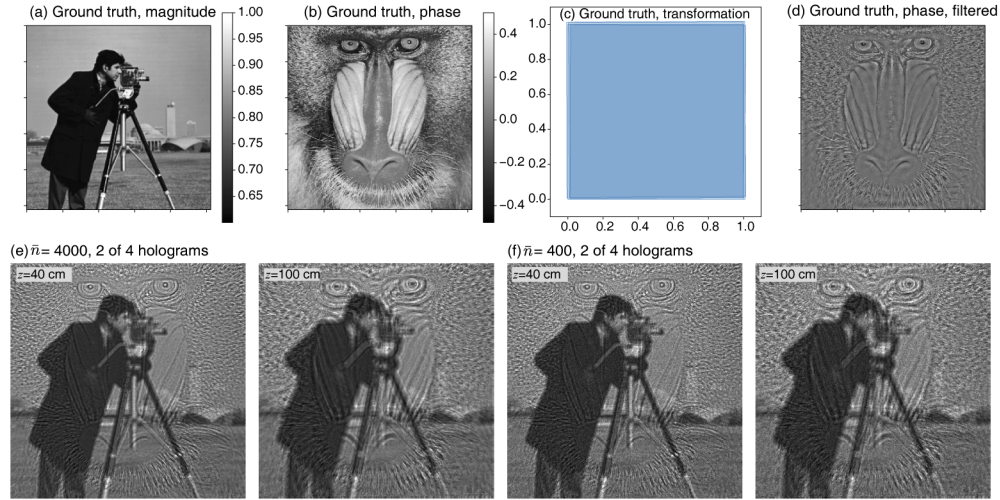 (a) Ground truth, magnitude
1.00
0.95
0.90
0.85
0.80
0.75
0.70
0.65
(b) Ground truth, phase
0.4
0.2
0.0
−0.2
−0.4
(c) Ground truth, transformation
1.0
0.8
0.6
0.4
0.2
0.0
0.0 0.2 0.4 0.6 0.8 1.0
(d) Ground truth, phase, filtered
(e) n̄= 4000, 2 of 4 holograms
z=40 cm
z=100 cm
(f) n̄= 400, 2 of 4 holograms
z=40 cm
z=100 cm